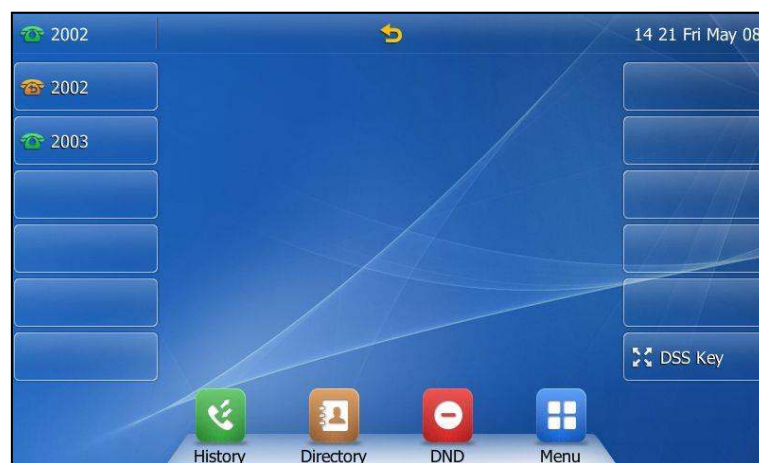 2002
14 21 Fri May 08
2002
2003
DSS Key
History
Directory
DND
Menu